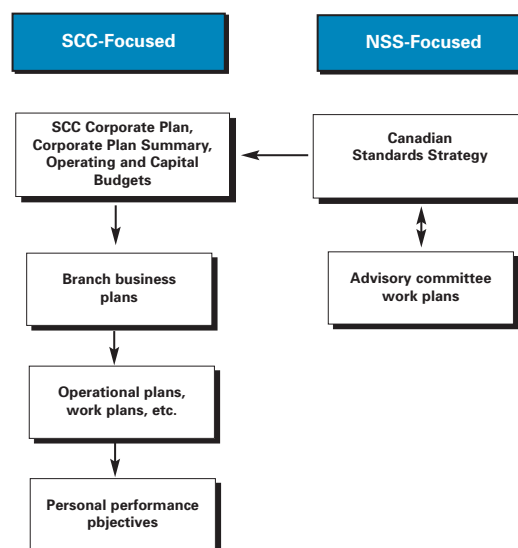 SCC-Focused
NSS-Focused
SCC Corporate Plan,
Corporate Plan Summary,
Operating and Capital
Budgets
Canadian
Standards Strategy
Branch business
plans
Advisory committee
work plans
Operational plans,
work plans, etc.
Personal performance
pbjectives